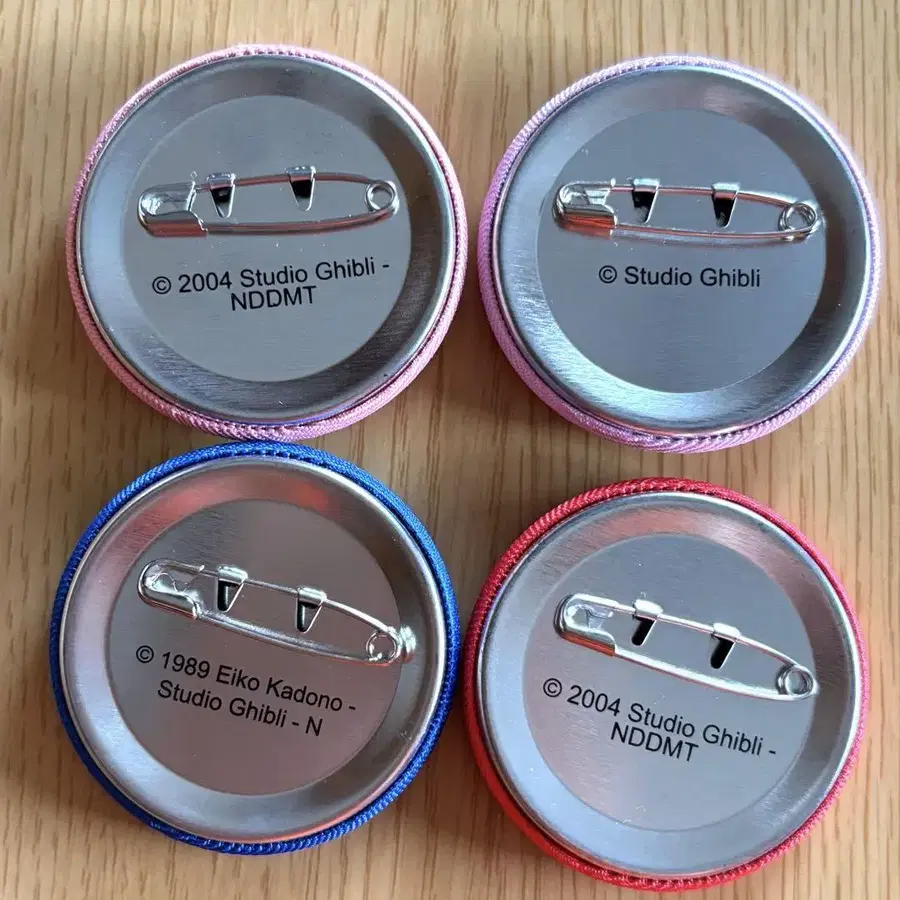 © 2004 Studio Ghibli -
NDDMT
© Studio Ghibli
© 1989 Eiko Kadono -
Studio Ghibli - N
© 2004 Studio Ghibli -
NDDMT